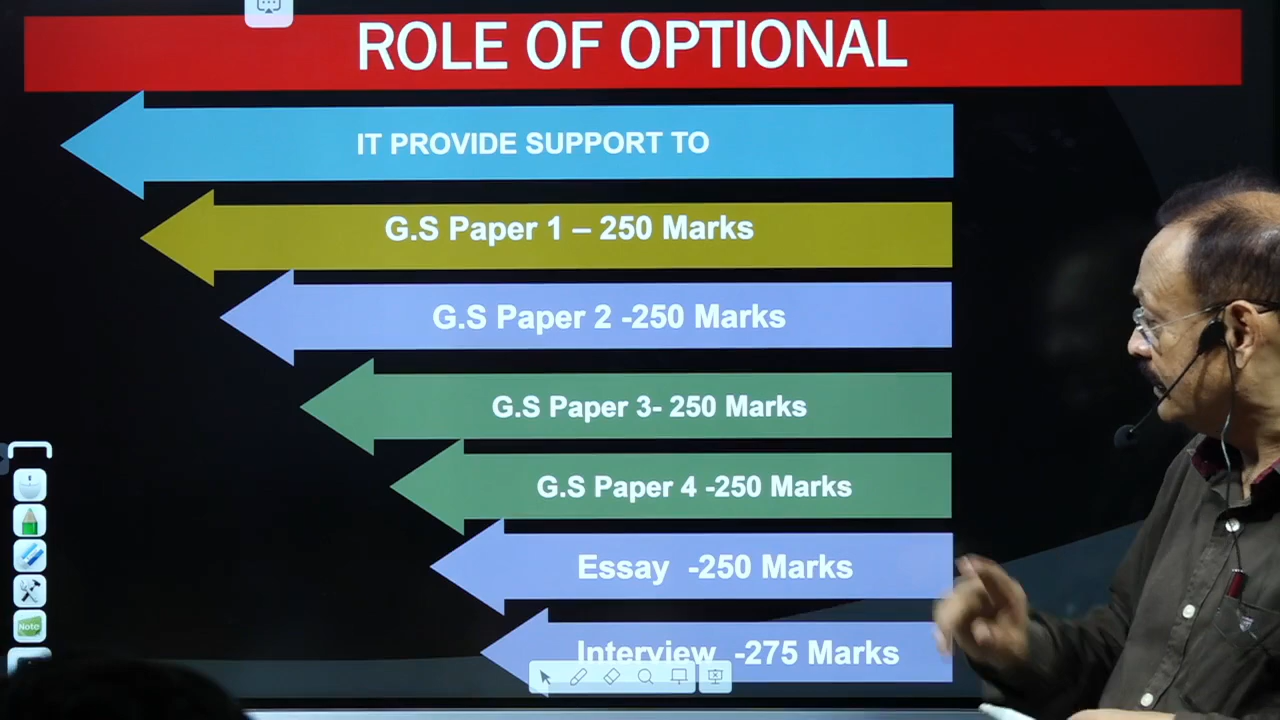 ROLE OF OPTIONAL
IT PROVIDE SUPPORT TO
G.S Paper 1 – 250 Marks
G.S Paper 2 -250 Marks
G.S Paper 3- 250 Marks
G.S Paper 4 -250 Marks
Essay -250 Marks
Interview -275 Marks
Note